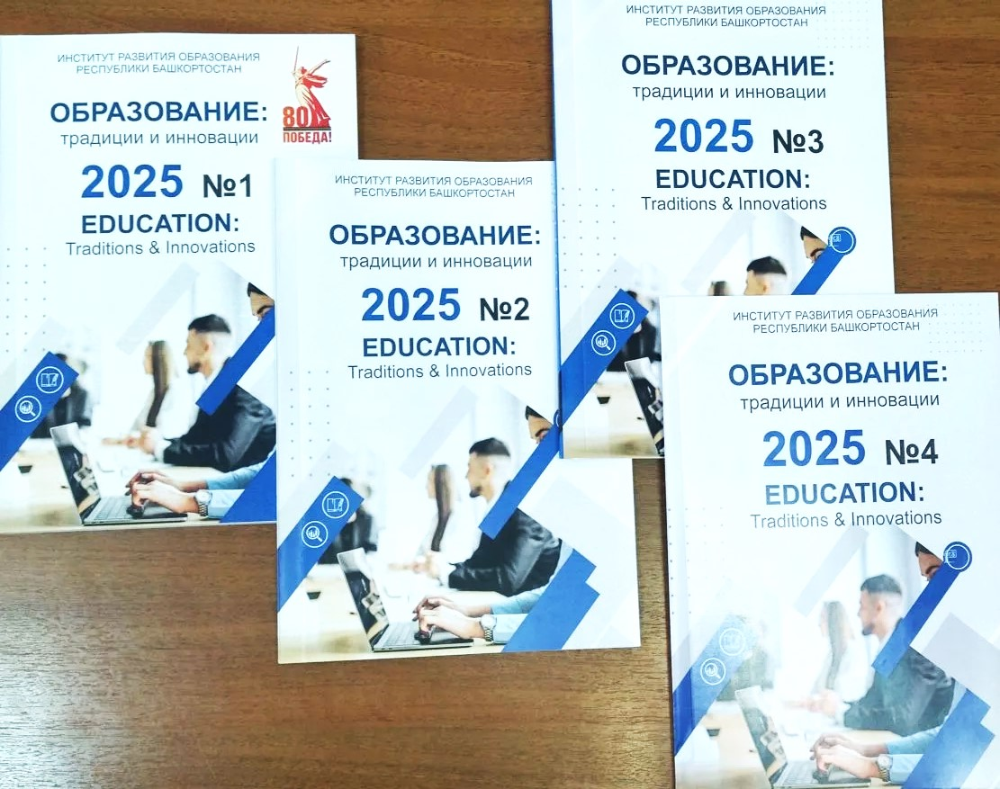 ИНСТИТУТ РАЗВИТИЯ ОБРАЗОВАНИЯ
РЕСПУБЛИКИ БАШКОРТОСТАН
ОБРАЗОВАНИЕ:
традиции и инновации
2025 №1
EDUCATION:
Traditions & Innovations
80
ПОБЕДА!
ИНСТИТУТ РАЗВИТИЯ ОБРАЗОВАНИЯ
РЕСПУБЛИКИ БАШКОРТОСТАН
ОБРАЗОВАНИЕ:
традиции и инновации
2025 №2
EDUCATION:
Traditions & Innovations
ИНСТИТУТ РАЗВИТИЯ ОБРАЗОВАНИЯ
РЕСПУБЛИКИ БАШКОРТОСТАН
ОБРАЗОВАНИЕ:
традиции и инновации
2025 №3
EDUCATION:
Traditions & Innovations
ИНСТИТУТ РАЗВИТИЯ ОБРАЗОВАНИЯ
РЕСПУБЛИКИ БАШКОРТОСТАН
ОБРАЗОВАНИЕ:
традиции и инновации
2025 №4
EDUCATION:
Traditions & Innovations